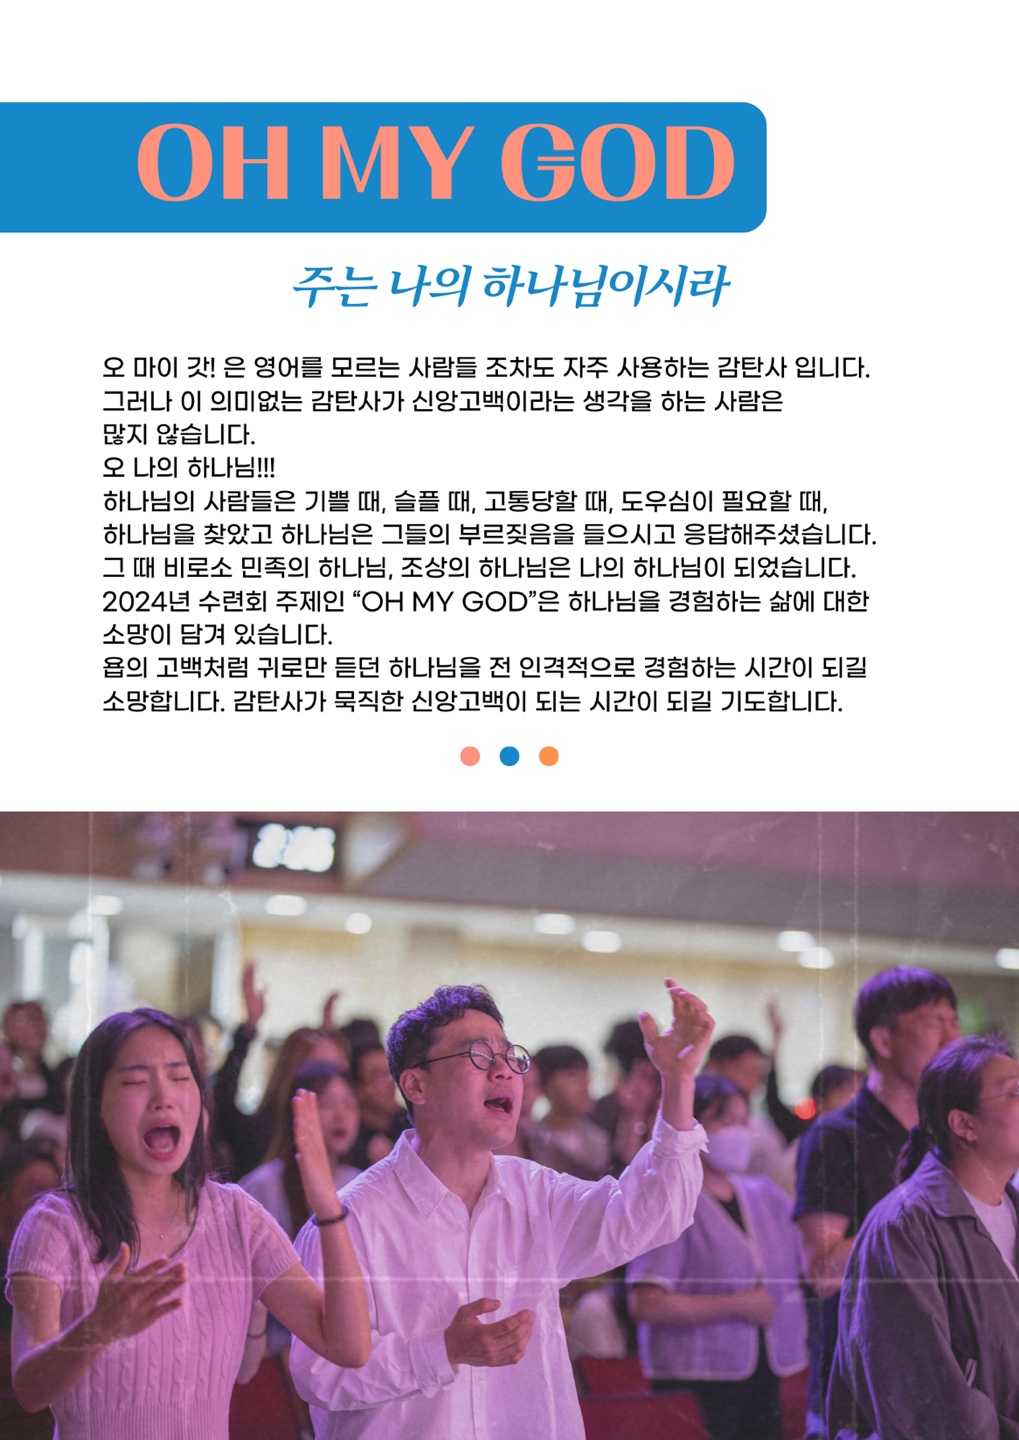 OH MY GOD
주는 나의 하나님이시라
오 마이 갓! 은 영어를 모르는 사람들 조차도 자주 사용하는 감탄사 입니다.
그러나 이 의미없는 감탄사가 신앙고백이라는 생각을 하는 사람은
많지 않습니다.
오 나의 하나님!!!
하나님의 사람들은 기쁠 때, 슬플 때, 고통당할 때, 도우심이 필요할 때,
하나님을 찾았고 하나님은 그들의 부르짖음을 들으시고 응답해주셨습니다.
그 때 비로소 민족의 하나님, 조상의 하나님은 나의 하나님이 되었습니다.
2024년 수련회 주제인 “OH MY GOD”은 하나님을 경험하는 삶에 대한
소망이 담겨 있습니다.
욥의 고백처럼 귀로만 듣던 하나님을 전 인격적으로 경험하는 시간이 되길
소망합니다. 감탄사가 묵직한 신앙고백이 되는 시간이 되길 기도합니다.